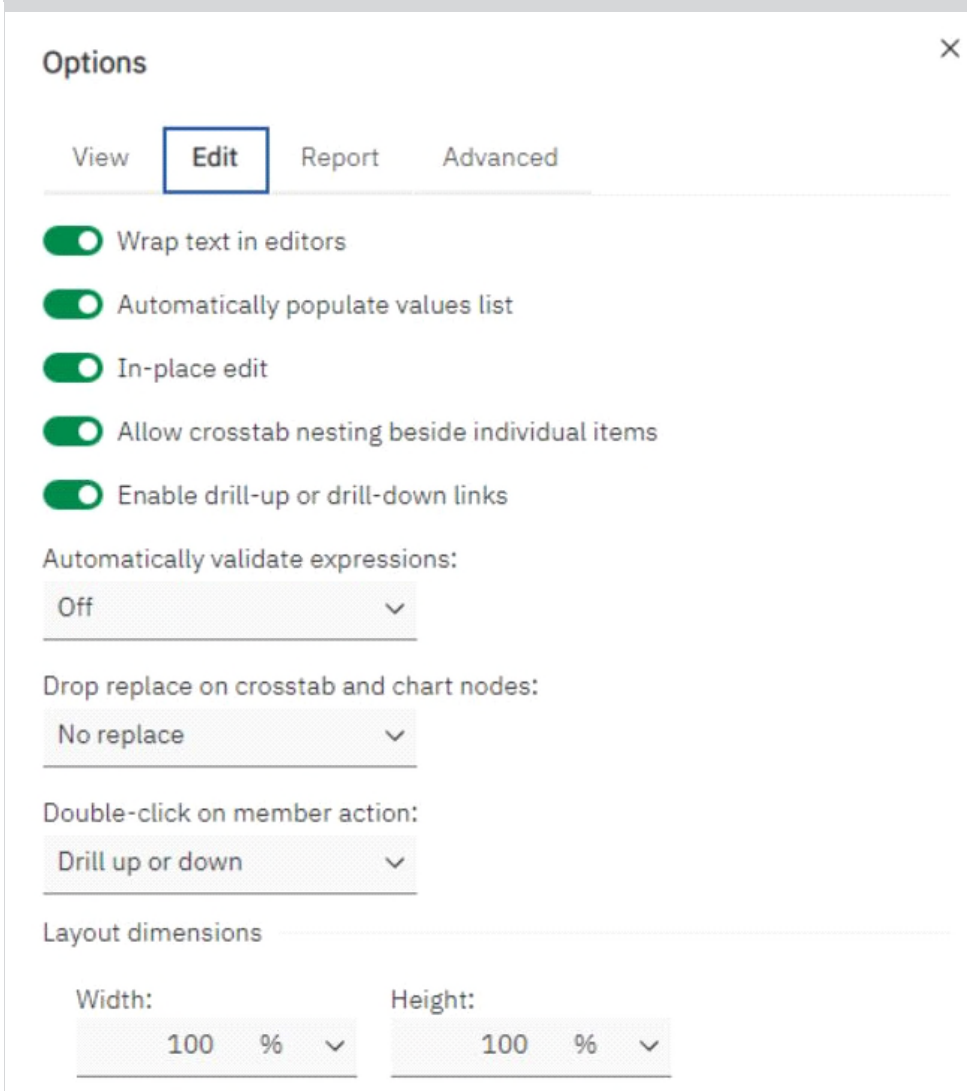 Options
View Edit Report Advanced
Wrap text in editors
Automatically populate values list
In-place edit
Allow crosstab nesting beside individual items
Enable drill-up or drill-down links
Automatically validate expressions:
Off
Drop replace on crosstab and chart nodes:
No replace
Double-click on member action:
Drill up or down
Layout dimensions
Width: Height:
100 % 100 %